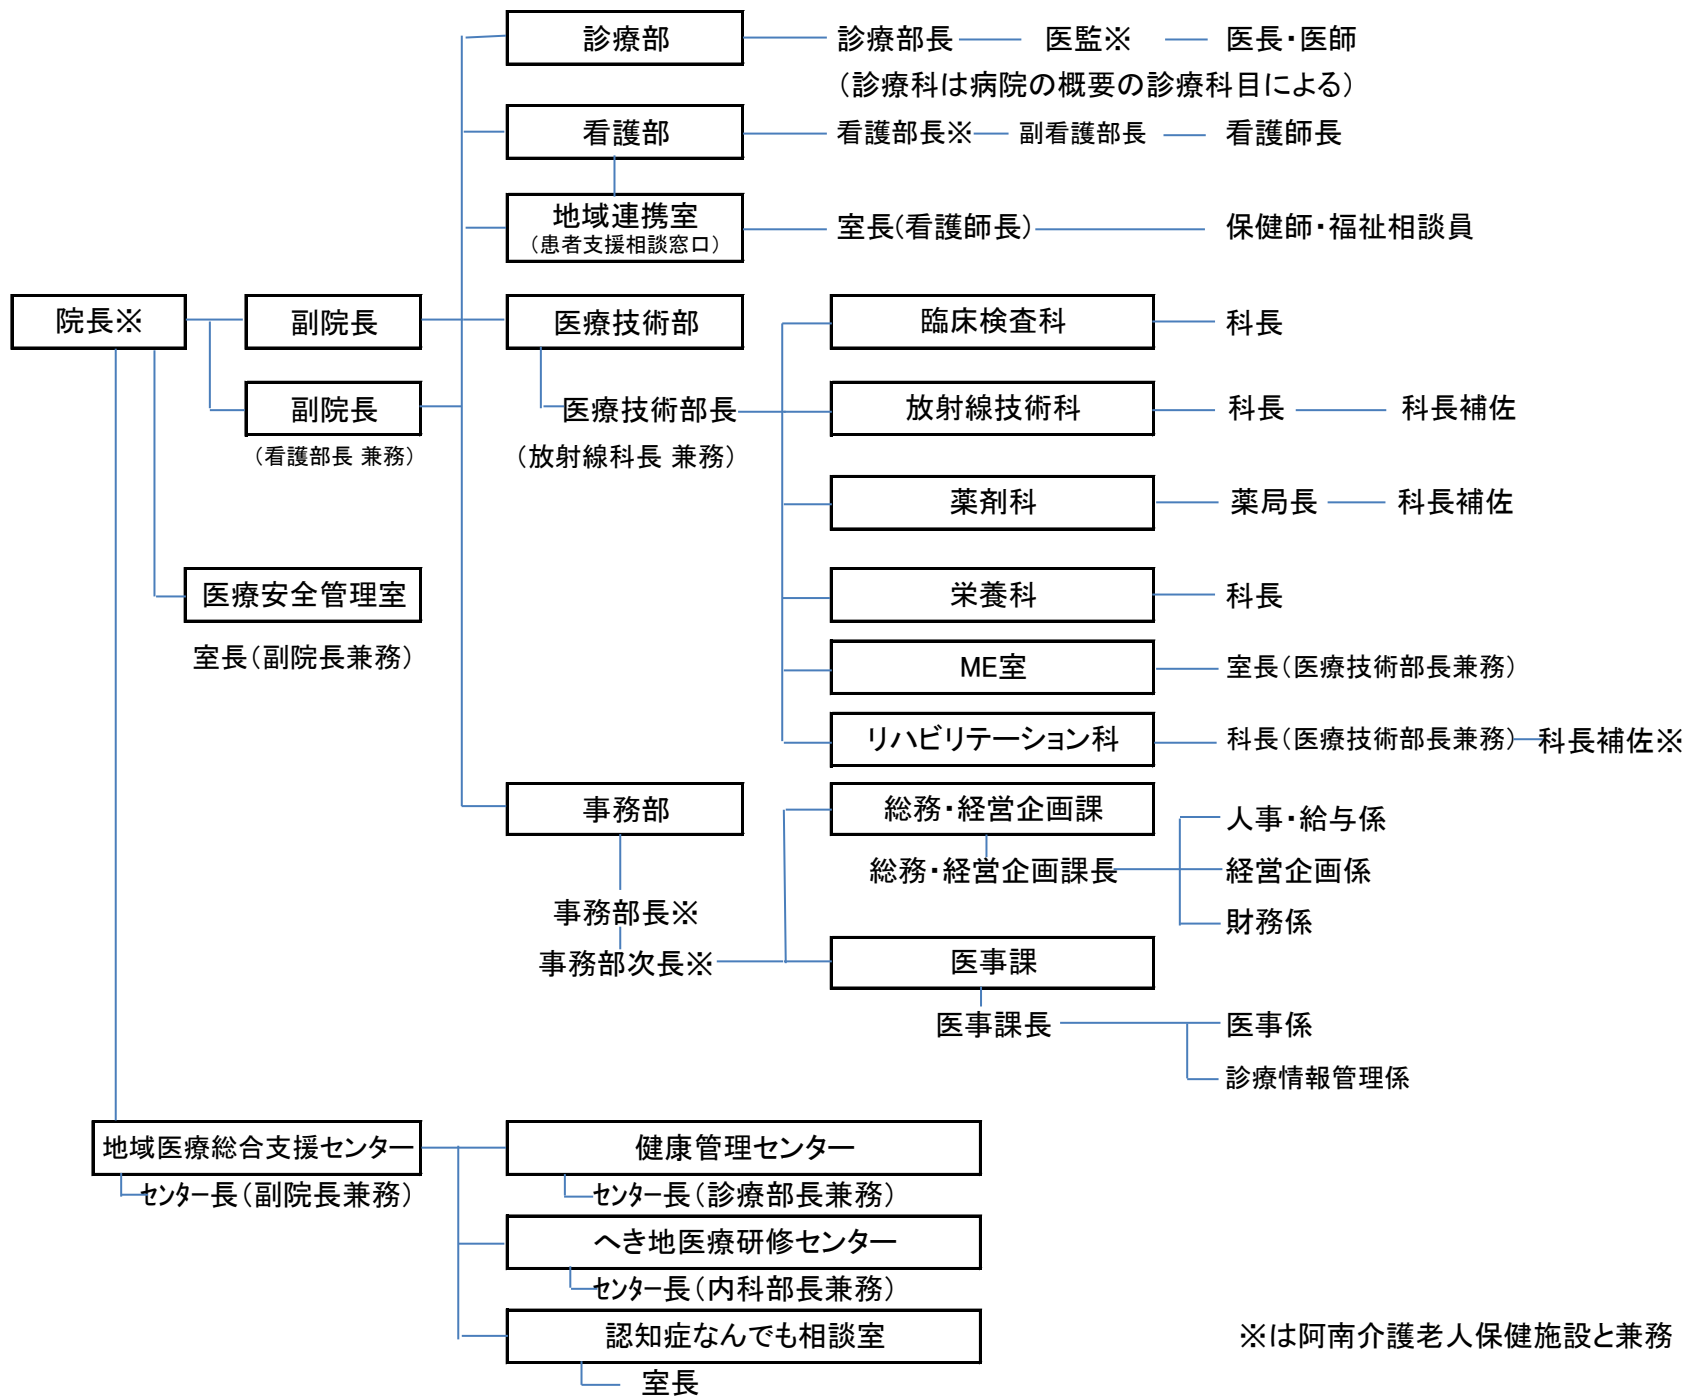 診療部
診療部長
医監※
医長・医師
（診療科は病院の概要の診療科目による）
看護部
看護部長※
副看護部長
看護師長
地域連携室
（患者支援相談窓口）
室長(看護師長)
保健師・福祉相談員
院長※
副院長
医療技術部
臨床検査科
科長
副院長
（看護部長 兼務）
医療技術部長
（放射線科長 兼務）
放射線技術科
科長
科長補佐
薬剤科
薬局長
科長補佐
医療安全管理室
室長（副院長兼務）
栄養科
科長
ME室
室長（医療技術部長兼務）
リハビリテーション科
科長（医療技術部長兼務）
科長補佐※
事務部
総務・経営企画課
総務・経営企画課長
人事・給与係
経営企画係
財務係
事務部長※
事務部次長※
医事課
医事課長
医事係
診療情報管理係
地域医療総合支援センター
センター長（副院長兼務）
健康管理センター
センター長（診療部長兼務）
へき地医療研修センター
センター長（内科部長兼務）
認知症なんでも相談室
室長
※は阿南介護老人保健施設と兼務